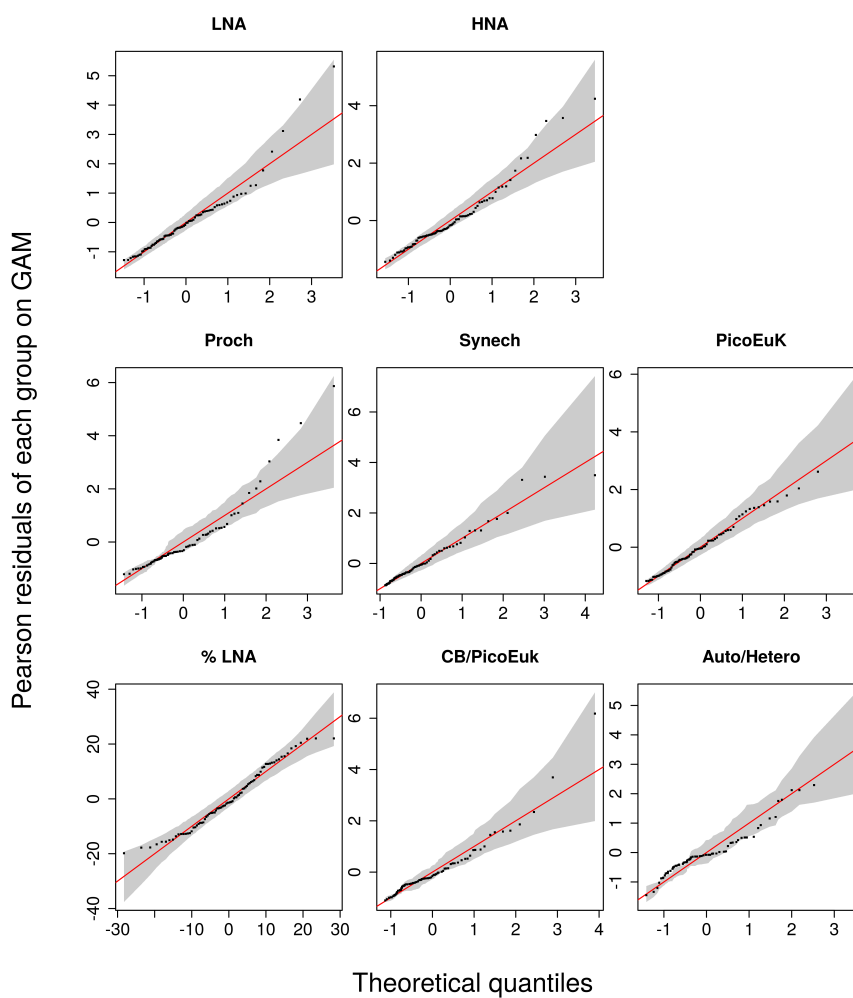 LNA
HNA
5
4
3
2
1
0
-1
4
2
0
-1 0 1 2 3
-1 0 1 2 3
Pearson residuals of each group on GAM
Proch
Synech
PicoEuK
6
4
2
0
6
4
2
0
6
4
2
0
-1 0 1 2 3
-1 0 1 2 3 4
-1 0 1 2 3
% LNA
CB/PicoEuk
Auto/Hetero
40
20
0
-20
-40
6
4
2
0
5
4
3
2
1
0
-1
-30 -10 0 10 20 30
-1 0 1 2 3 4
-1 0 1 2 3
Theoretical quantiles